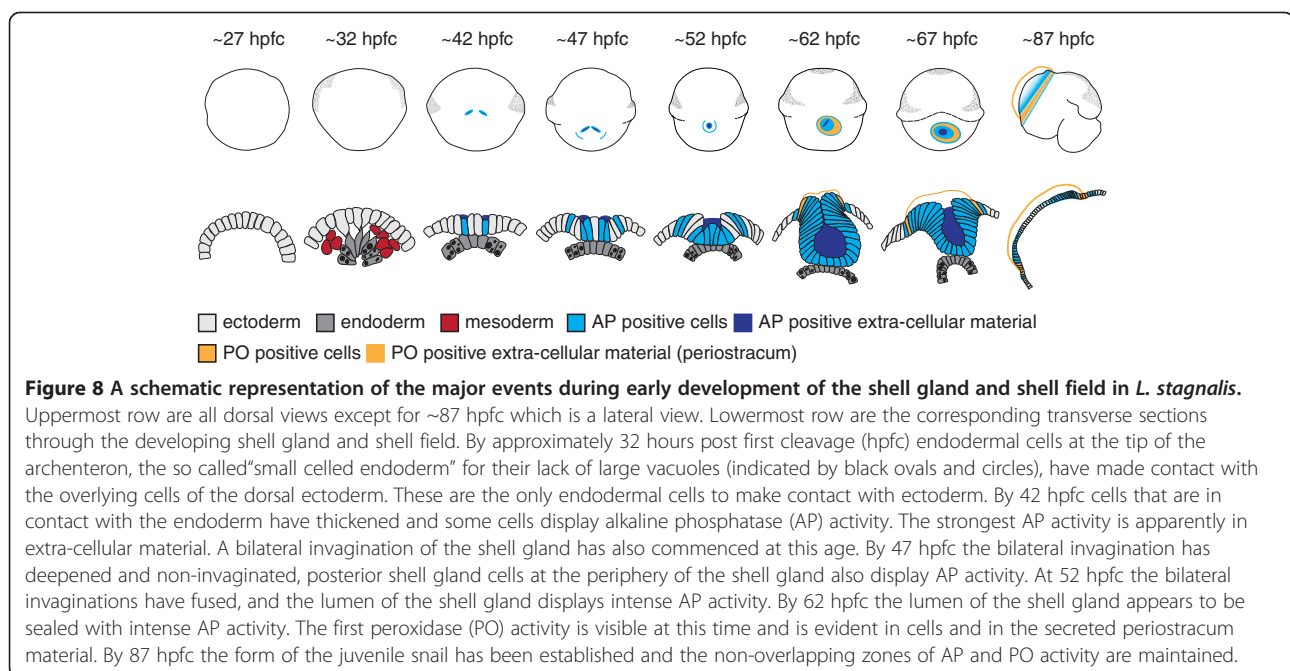 ~27 hpfc ~32 hpfc ~42 hpfc ~47 hpfc ~52 hpfc ~62 hpfc ~67 hpfc ~87 hpfc
ectoderm endoderm mesoderm AP positive cells AP positive extra-cellular material
PO positive cells PO positive extra-cellular material (periostracum)
Figure 8 A schematic representation of the major events during early development of the shell gland and shell field in L. stagnalis.
Uppermost row are all dorsal views except for ~87 hpfc which is a lateral view. Lowermost row are the corresponding transverse sections
through the developing shell gland and shell field. By approximately 32 hours post first cleavage (hpfc) endodermal cells at the tip of the
archenteron, the so called“small celled endoderm” for their lack of large vacuoles (indicated by black ovals and circles), have made contact with
the overlying cells of the dorsal ectoderm. These are the only endodermal cells to make contact with ectoderm. By 42 hpfc cells that are in
contact with the endoderm have thickened and some cells display alkaline phosphatase (AP) activity. The strongest AP activity is apparently in
extra-cellular material. A bilateral invagination of the shell gland has also commenced at this age. By 47 hpfc the bilateral invagination has
deepened and non-invaginated, posterior shell gland cells at the periphery of the shell gland also display AP activity. At 52 hpfc the bilateral
invaginations have fused, and the lumen of the shell gland displays intense AP activity. By 62 hpfc the lumen of the shell gland appears to be
sealed with intense AP activity. The first peroxidase (PO) activity is visible at this time and is evident in cells and in the secreted periostracum
material. By 87 hpfc the form of the juvenile snail has been established and the non-overlapping zones of AP and PO activity are maintained.